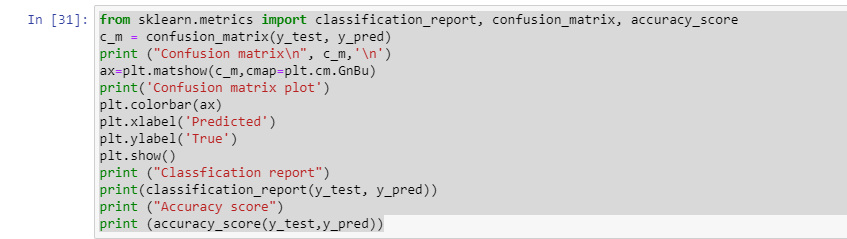 In [31]: from sklearn.metrics import classification_report, confusion_matrix, accuracy_score
c_m = confusion_matrix(y_test, y_pred)
print ("Confusion matrix\n", c_m,'\n')
ax=plt.matshow(c_m,cmap=plt.cm.GnBu)
print('Confusion matrix plot')
plt.colorbar(ax)
plt.xlabel('Predicted')
plt.ylabel('True')
plt.show()
print ("Classfication report")
print(classification_report(y_test, y_pred))
print ("Accuracy score")
print (accuracy_score(y_test,y_pred))